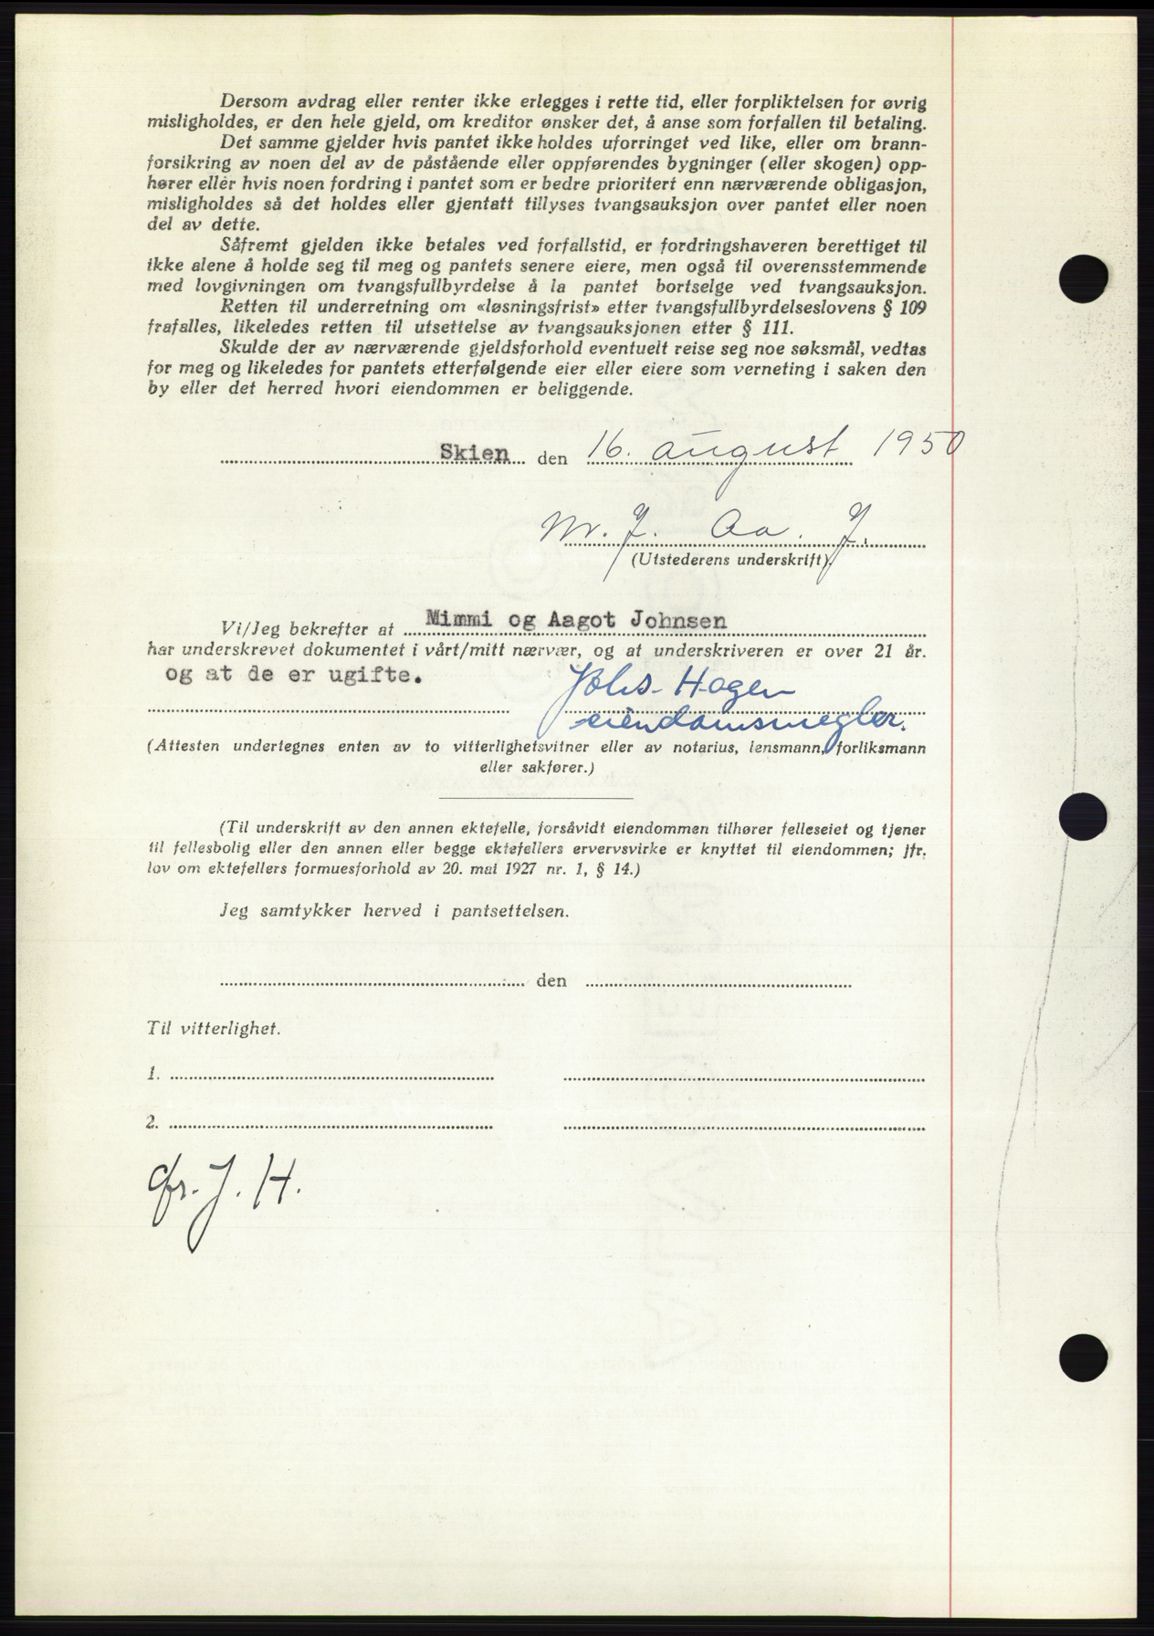 Dersom avdrag eller renter ikke erlegges i rette tid, eller forpliktelsen for øvrig
misligholdes, er den hele gjeld, om kreditor ønsker det, å anse som forfallen til betaling.
Det samme gjelder hvis pantet ikke holdes uforringet ved like, eller om brann-
forsikring av noen del av de påstående eller oppførendes bygninger (eller skogen) opp-
hører eller hvis noen fordring i pantet som er bedre prioritert enn nærværende obligasjon,
misligholdes så det holdes eller gjentatt tillyses tvangsauksjon over pantet eller noen
del av dette.
Såfremt gjelden ikke betales ved forfallstid, er fordringshaveren berettiget til
ikke alene å holde seg til meg og pantets senere eiere, men også til overensstemmende
med lovgivningen om tvangsfullbyrdelse å la pantet bortselge ved tvangsauksjon.
Retten til underretning om «løsningsfrist» etter tvangsfullbyrdelseslovens § 109
frafalles, likeledes retten til utsettelse av tvangsauksjonen etter § 111.
Skulde der av nærværende gjeldsforhold eventuelt reise seg noe søksmål, vedtas
for meg og likeledes for pantets etterfølgende eier eller eiere som verneting i saken den
by eller det herred hvori eiendommen er beliggende.
Skien den 16. august 1950
M. J. Aa. J.
(Utstederens underskrift)
Vi/Jeg bekrefter at Mimmi og Aagot Johnsen
har underskrevet dokumentet i vårt/mitt nærvær, og at underskriveren er over 21 år.
og at de er ugifte. Johs. Hagen
eiendomsmegler.
(Attesten undertegnes enten av to vitterlighetsvitner eller av notarius, lensmann, forliksmann
eller sakfører.)
(Til underskrift av den annen ektefelle, forsåvidt eiendommen tilhører felleseiet og tjener
til fellesbolig eller den annen eller begge ektefellers ervervsvirke er knyttet til eiendommen; jfr.
lov om ektefellers formuesforhold av 20. mai 1927 nr. 1, § 14.)
Jeg samtykker herved i pantsettelsen.
den
Til vitterlighet.
1.
2.
J. H.